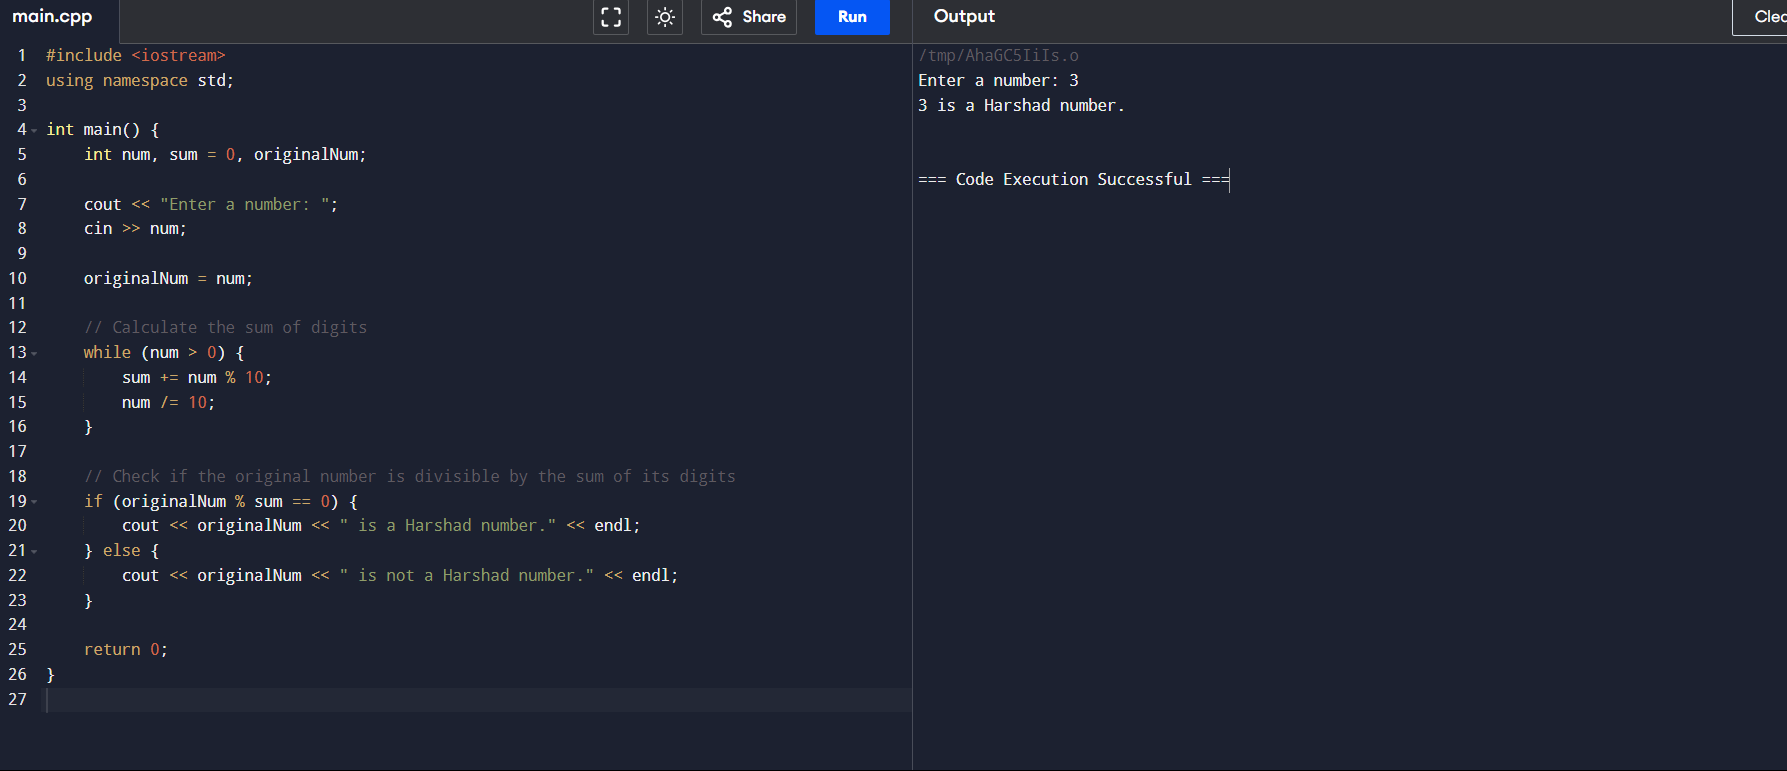 main.cpp
Share
Run
Output
1 #include <iostream>
2 using namespace std;
3
4 int main() {
5     int num, sum = 0, originalNum;
6
7     cout << "Enter a number: ";
8     cin >> num;
9
10     originalNum = num;
11
12     // Calculate the sum of digits
13     while (num > 0) {
14         sum += num % 10;
15         num /= 10;
16     }
17
18     // Check if the original number is divisible by the sum of its digits
19     if (originalNum % sum == 0) {
20         cout << originalNum << " is a Harshad number." << endl;
21     } else {
22         cout << originalNum << " is not a Harshad number." << endl;
23     }
24
25     return 0;
26 }
27
/tmp/AhaGC5IiIs.o
Enter a number: 3
3 is a Harshad number.
=== Code Execution Successful ===